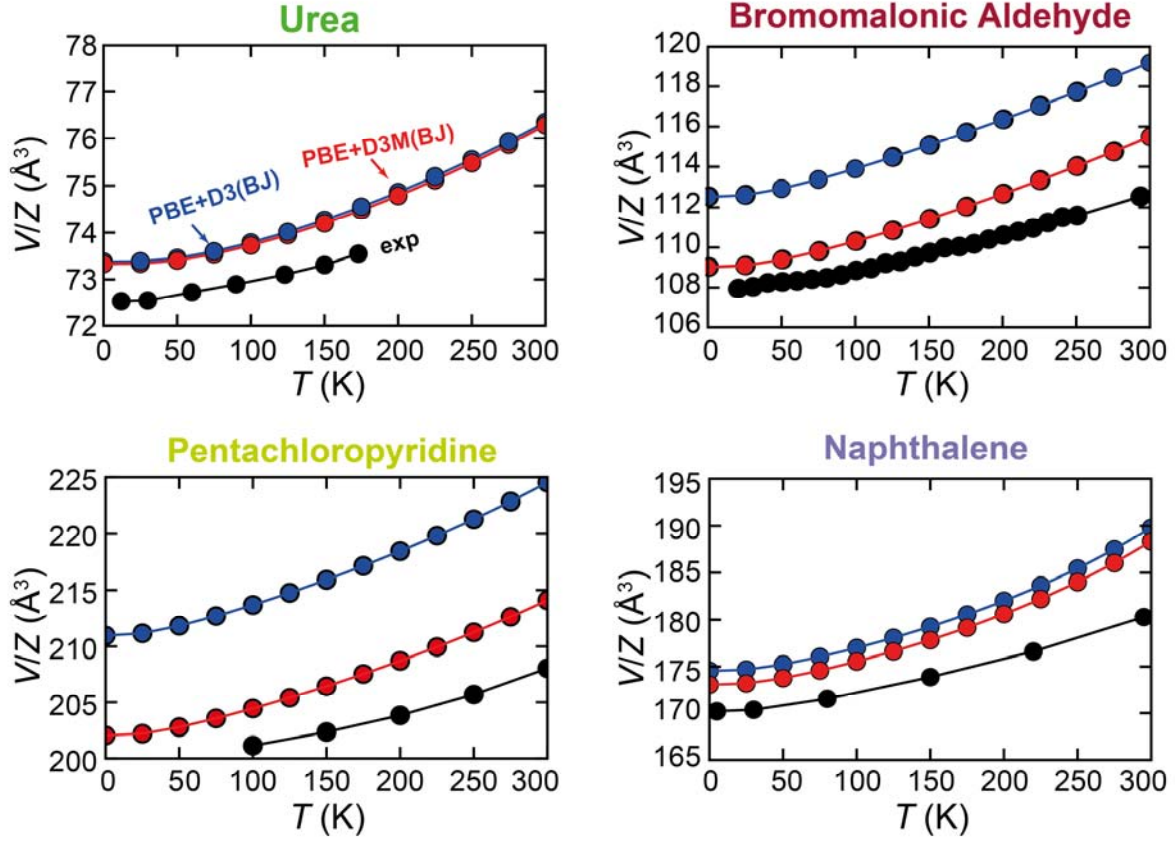 Urea
78
77
76
75
74
73
72
V/Z (Å³)
PBE+D3(BJ)
PBE+D3M(BJ)
exp
0 50 100 150 200 250 300
T (K)
Bromomalonic Aldehyde
120
118
116
114
112
110
108
106
V/Z (Å³)
0 50 100 150 200 250 300
T (K)
Pentachloropyridine
225
220
215
210
205
200
V/Z (Å³)
0 50 100 150 200 250 300
T (K)
Naphthalene
195
190
185
180
175
170
165
V/Z (Å³)
0 50 100 150 200 250 300
T (K)